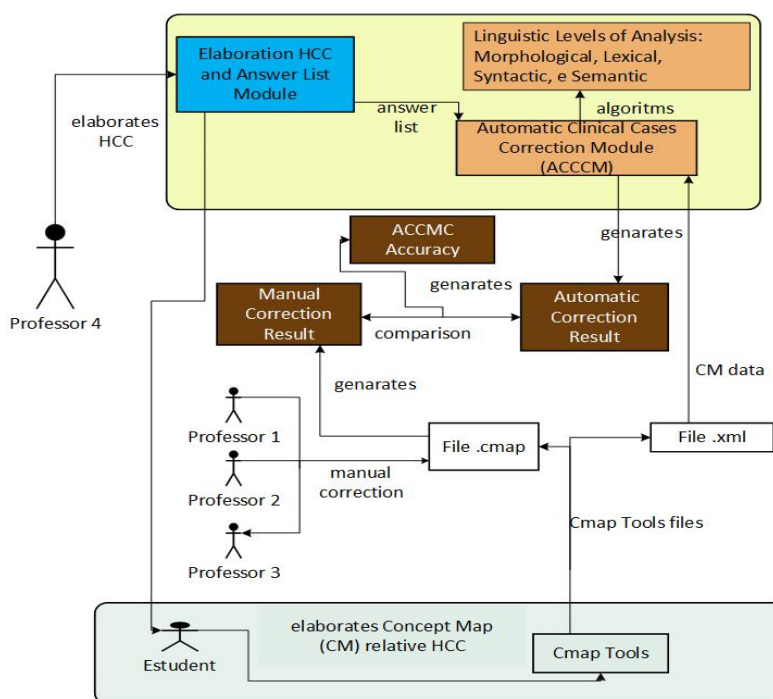 Elaboration HCC
and Answer List
Module
Linguistic Levels of Analysis:
Morphological, Lexical,
Syntactic, e Semantic
elaborates
HCC
answer
list
algoritms
Automatic Clinical Cases
Correction Module
(ACCCM)
Professor 4
ACCMC
Accuracy
genarates
genarates
Manual
Correction
Result
comparison
Automatic
Correction
Result
CM data
genarates
Professor 1
File .cmap
File .xml
Professor 2
manual
correction
Professor 3
Cmap Tools files
elaborates Concept Map
(CM) relative HCC
Estudent
Cmap Tools